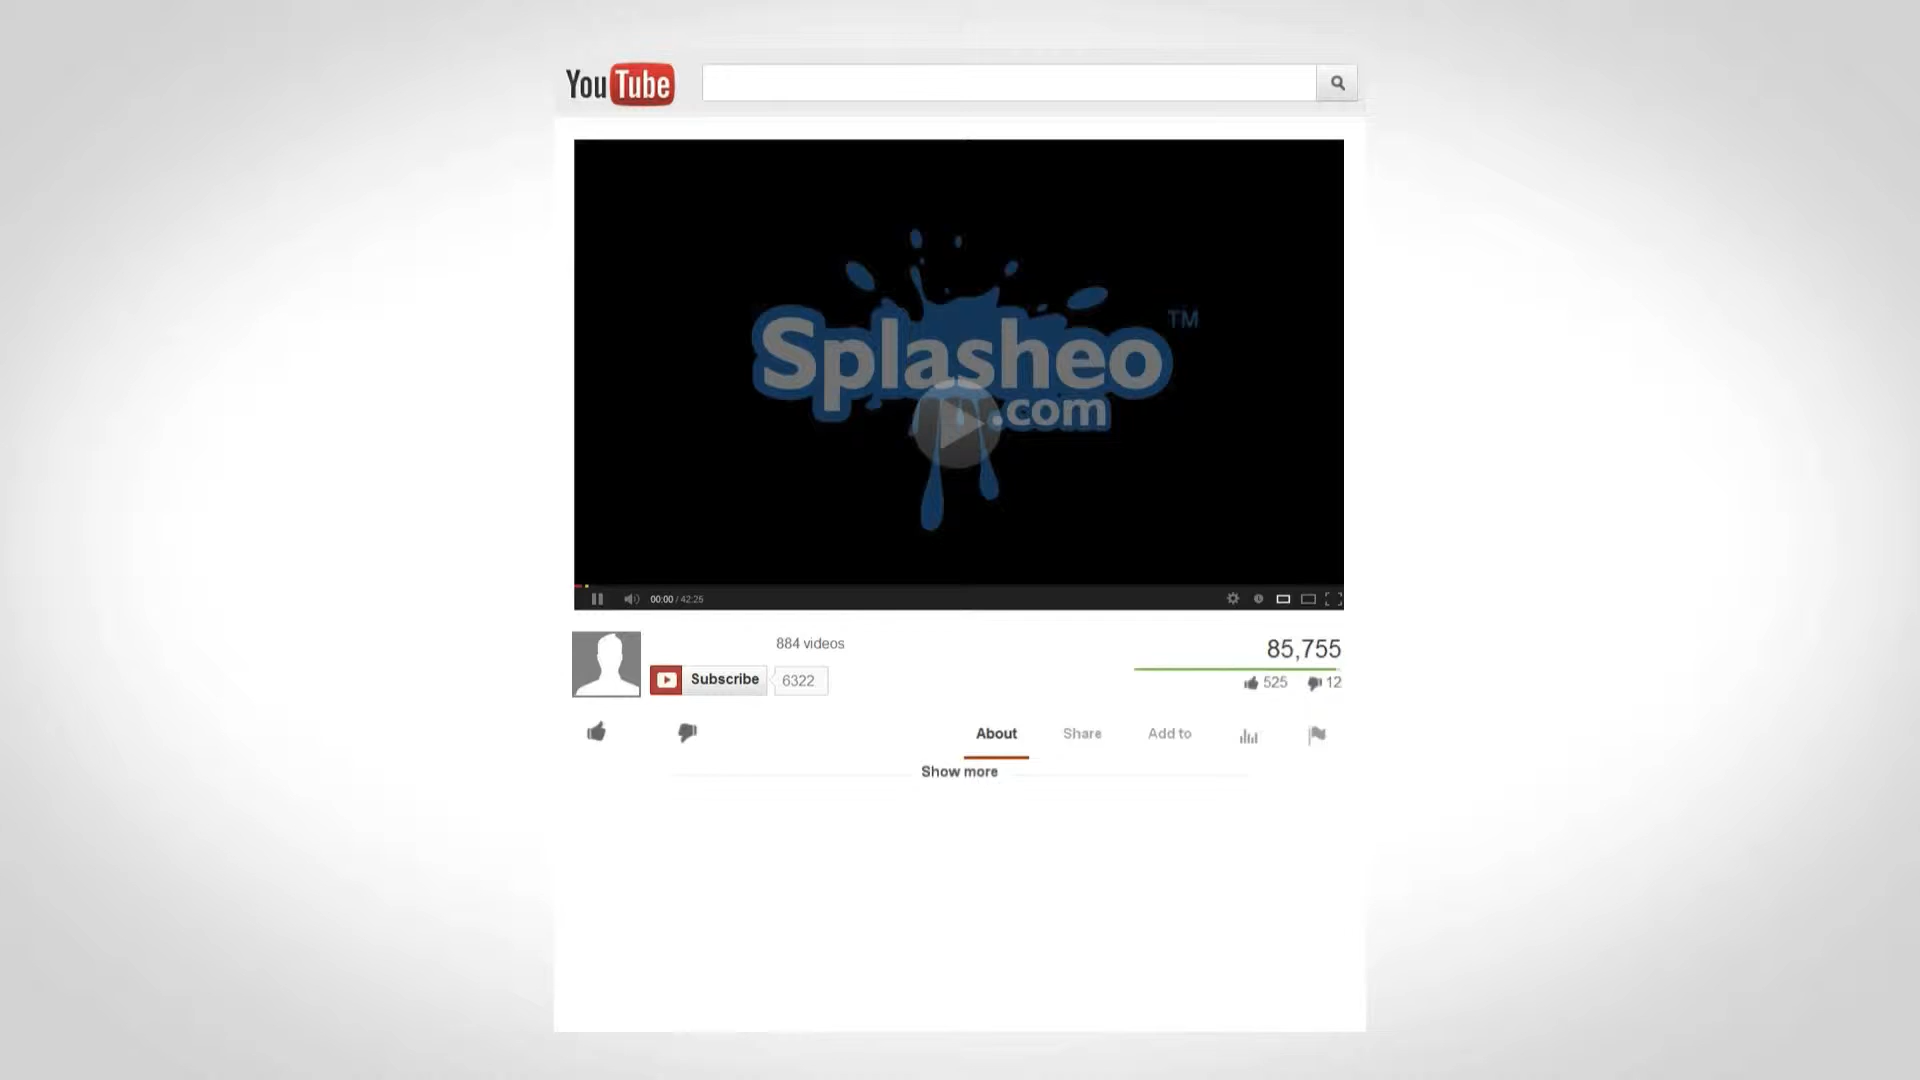 YouTube
Splasheo™
.com
00:00 / 42:25
884 videos
Subscribe
6322
85,755
525
12
About
Share
Add to
Show more